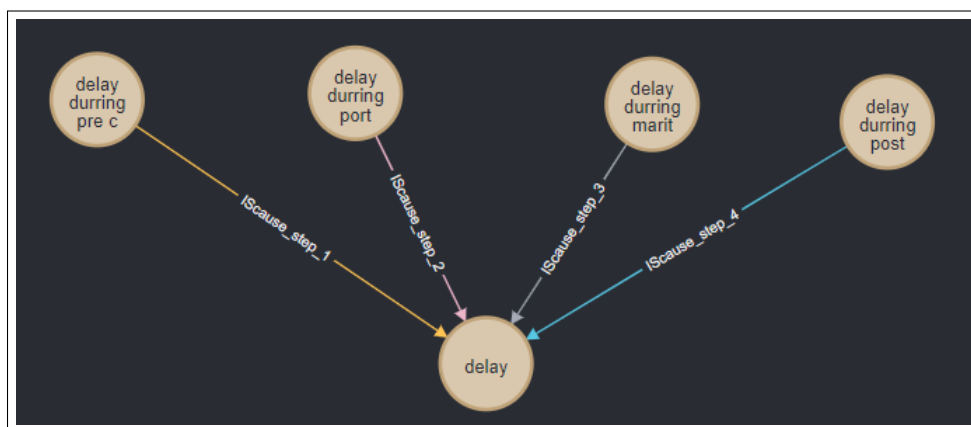 delay
durring
pre c
delay
durring
port
delay
durring
marit
delay
durring
post
IScause_step_1
IScause_step_2
IScause_step_3
IScause_step_4
delay